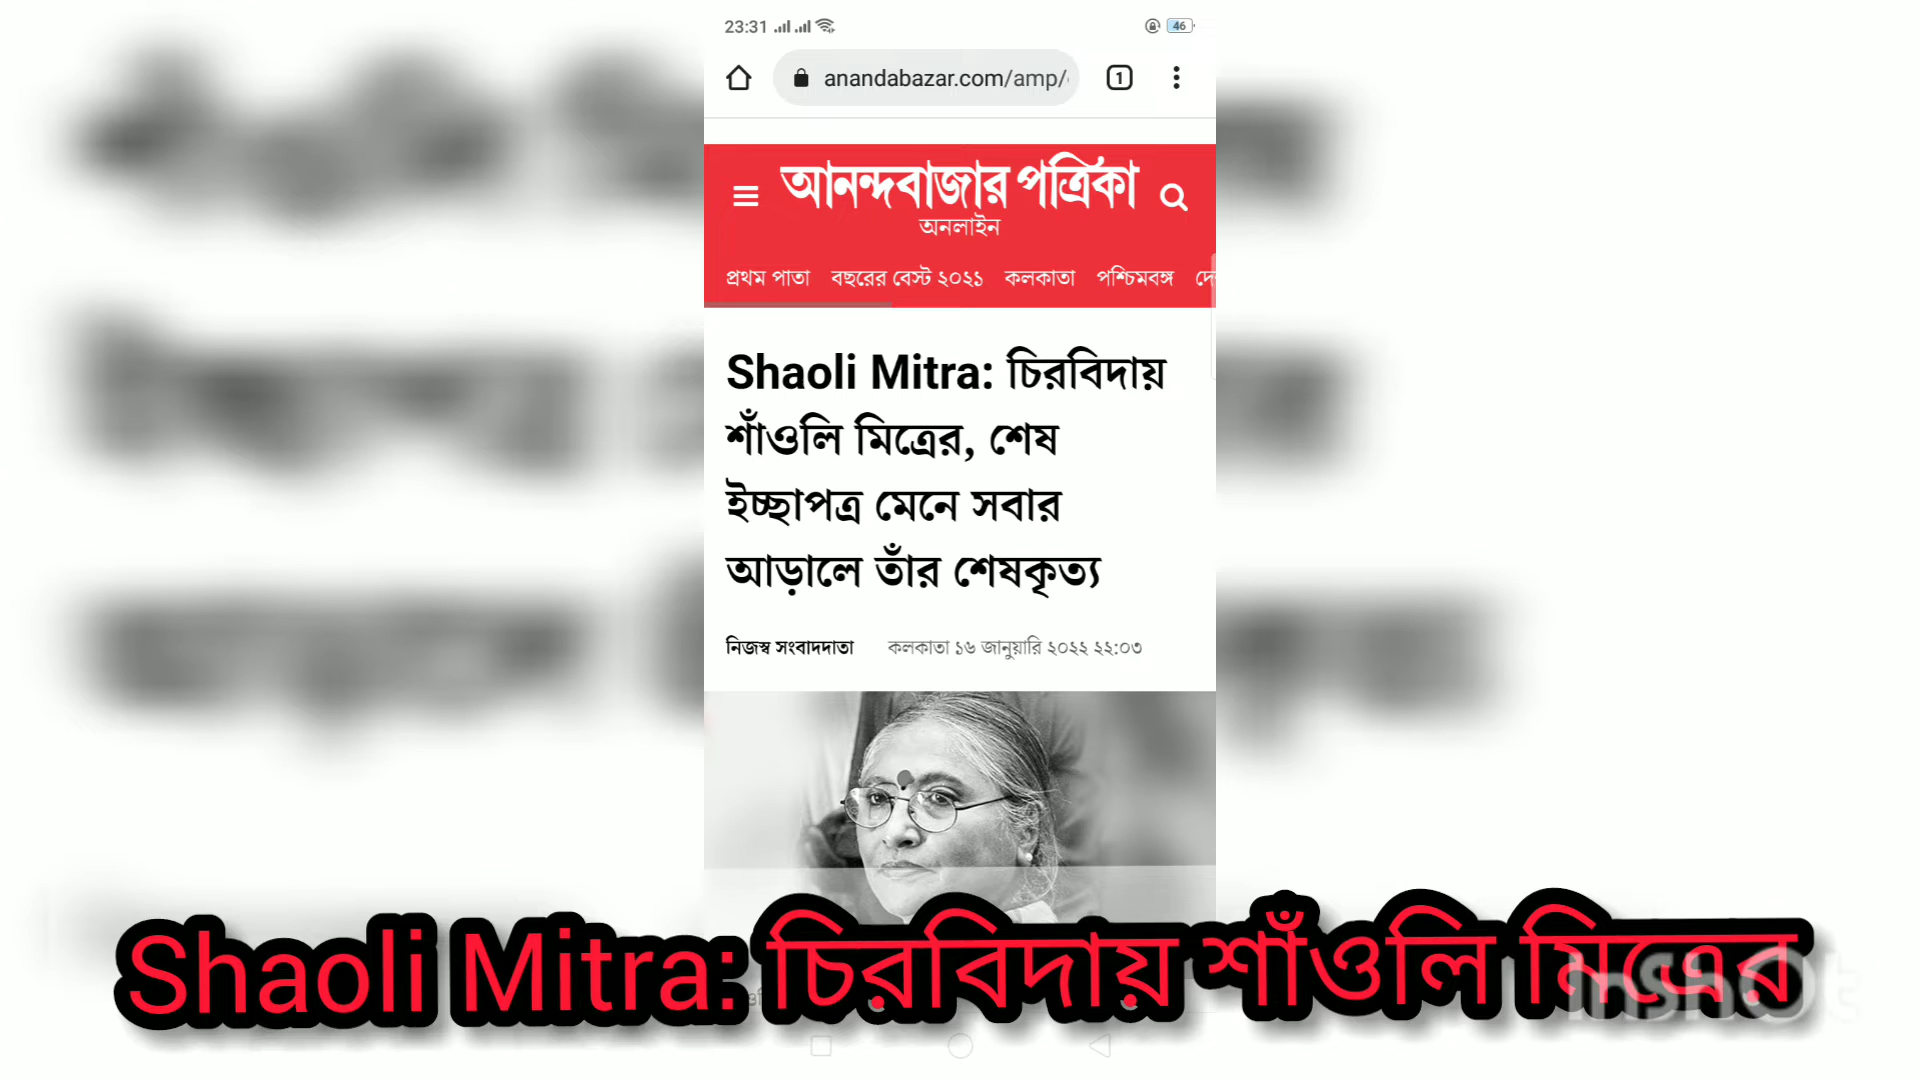 23:31
46
anandabazar.com/amp/
1
আনন্দবাজার পত্রিকা
অনলাইন
প্রথম পাতা বছরের বেস্ট ২০২১ কলকাতা পশ্চিমবঙ্গ দে
Shaoli Mitra: চিরবিদায়
শাঁওলি মিত্রের, শেষ
ইচ্ছাপত্র মেনে সবার
আড়ালে তাঁর শেষকৃত্য
নিজস্ব সংবাদদাতা কলকাতা ১৬ জানুয়ারি ২০২২ ২২:০৩
Shaoli Mitra: চিরবিদায় শাঁওলি মিত্রের
InShot